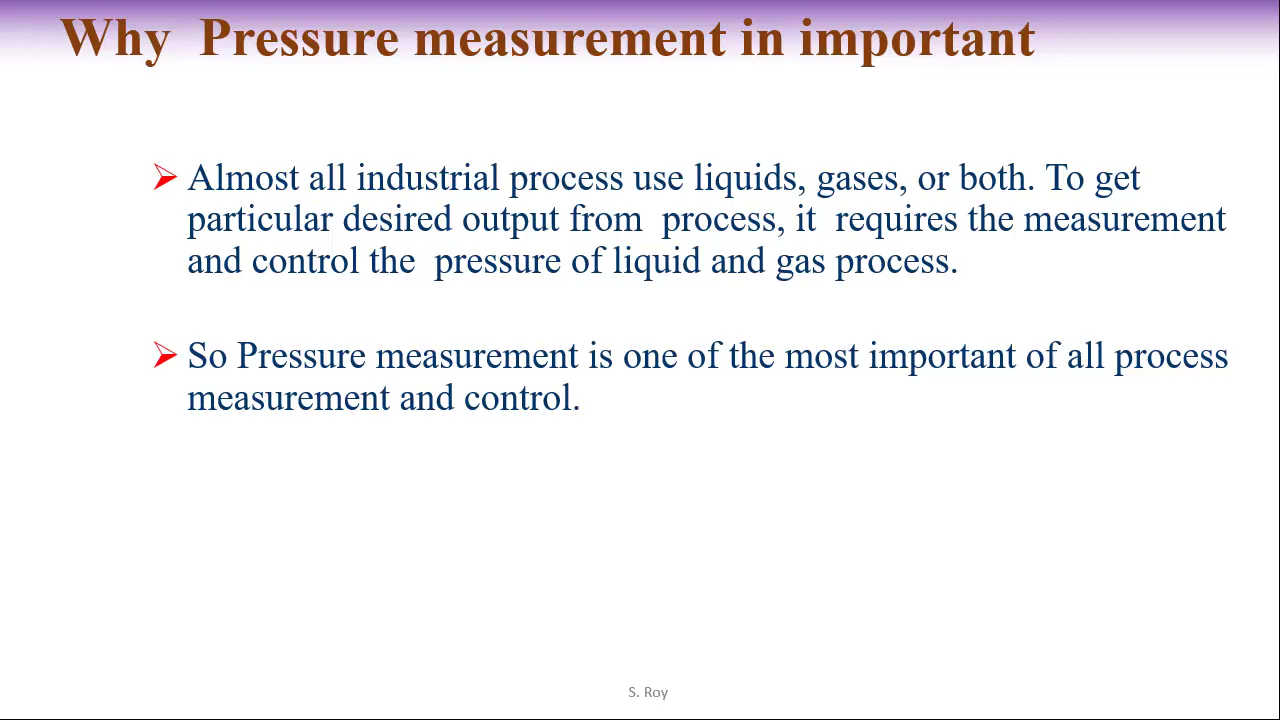 Why  Pressure measurement in important
Almost all industrial process use liquids, gases, or both. To get
particular desired output from  process, it  requires the measurement
and control the  pressure of liquid and gas process.
So Pressure measurement is one of the most important of all process
measurement and control.
S. Roy